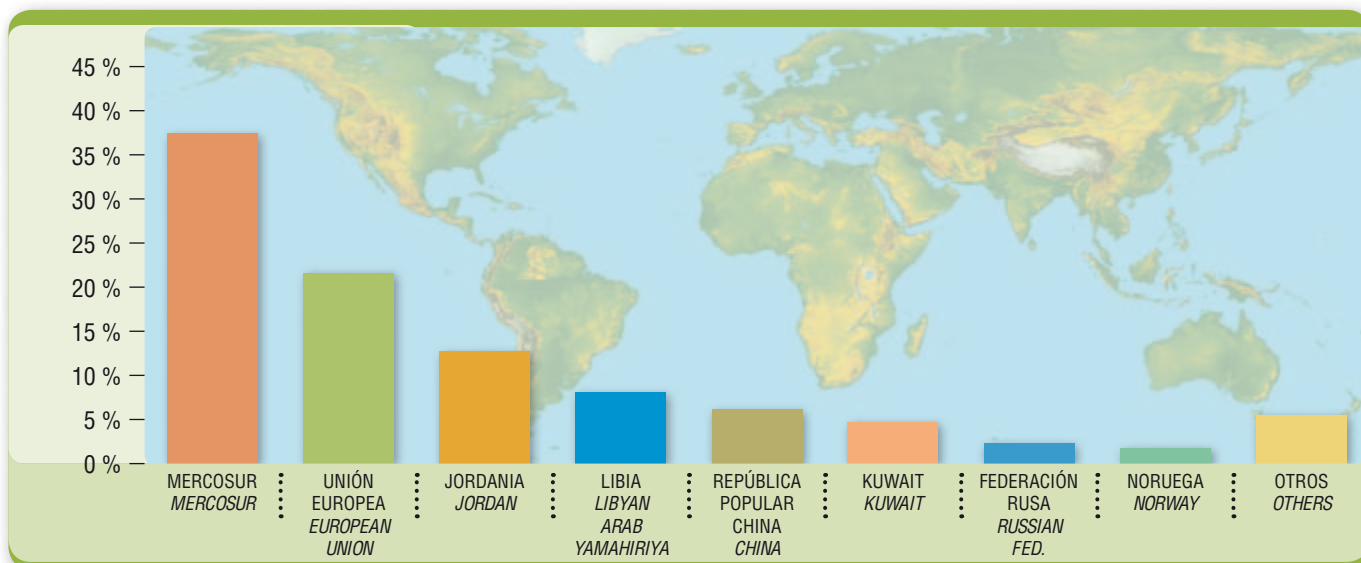 45 %
40 %
35 %
30 %
25 %
20 %
15 %
10 %
5 %
0 %
MERCOSUR
MERCOSUR
UNIÓN
EUROPEA
EUROPEAN
UNION
JORDANIA
JORDAN
LIBIA
LIBYAN
ARAB
YAMAHIRIYA
REPÚBLICA
POPULAR
CHINA
CHINA
KUWAIT
KUWAIT
FEDERACIÓN
RUSA
RUSSIAN
FED.
NORUEGA
NORWAY
OTROS
OTHERS